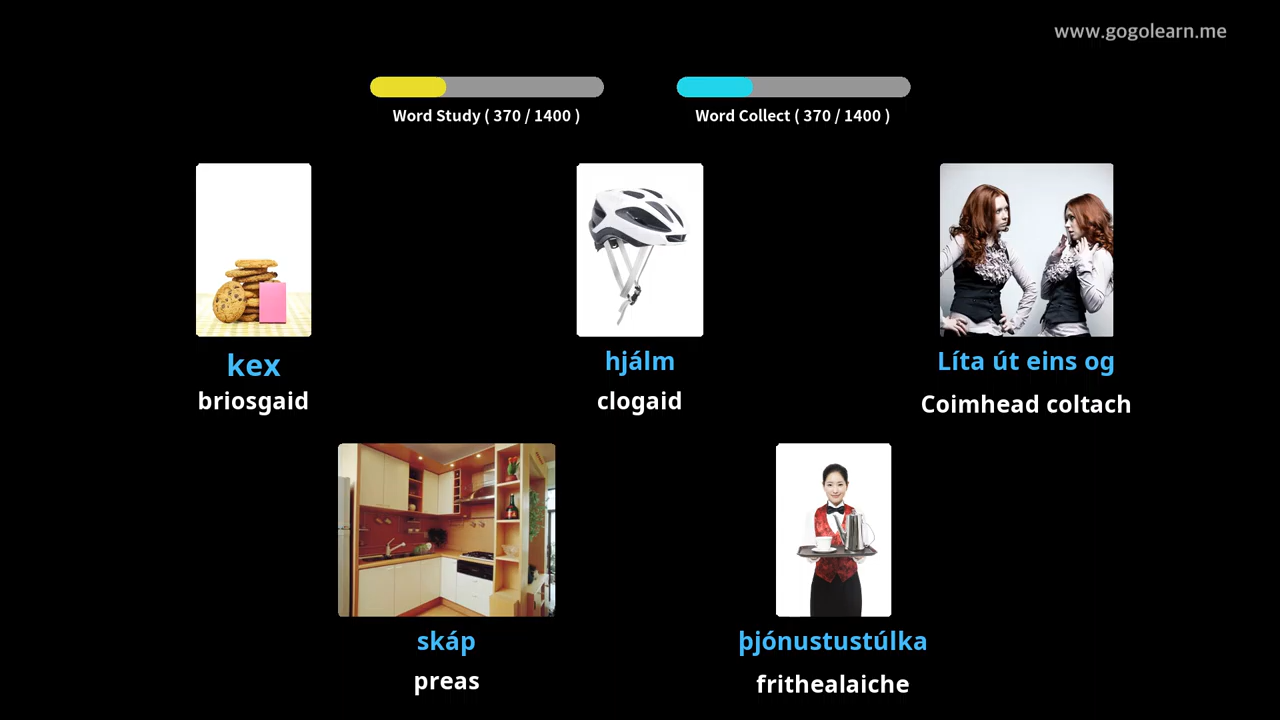 www.gogolearn.me
Word Study ( 370 / 1400 )
Word Collect ( 370 / 1400 )
kex
briosgaid
hjálm
clogaid
Líta út eins og
Coimhead coltach
skáp
preas
þjónustustúlka
frithealaiche